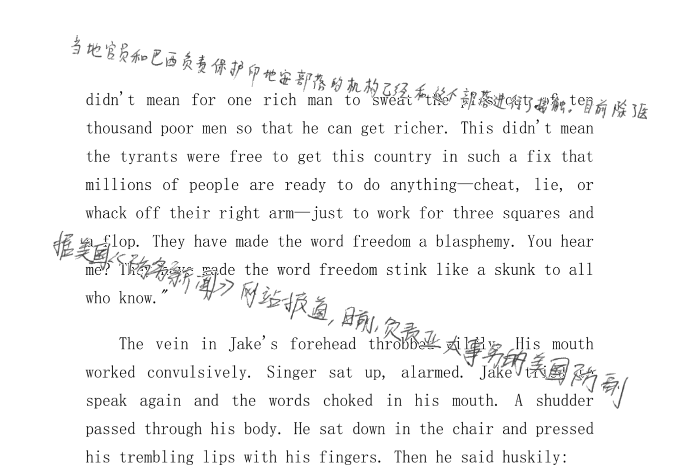 当地官员和巴西负责保护印地安部落的机构已经和这个部落进行了接触,目前除了医
didn't mean for one rich man to sweat the ten
thousand poor men so that he can get richer. This didn't mean
the tyrants were free to get this country in such a fix that
millions of people are ready to do anything—cheat, lie, or
whack off their right arm—just to work for three squares and
a flop. They have made the word freedom a blasphemy. You hear
据美国《防务新闻》网站报道,日前,负责亚太事务的美国防副
me? They have made the word freedom stink like a skunk to all
who know."
The vein in Jake's forehead throbbed wildly. His mouth
worked convulsively. Singer sat up, alarmed. Jake tried to
speak again and the words choked in his mouth. A shudder
passed through his body. He sat down in the chair and pressed
his trembling lips with his fingers. Then he said huskily: